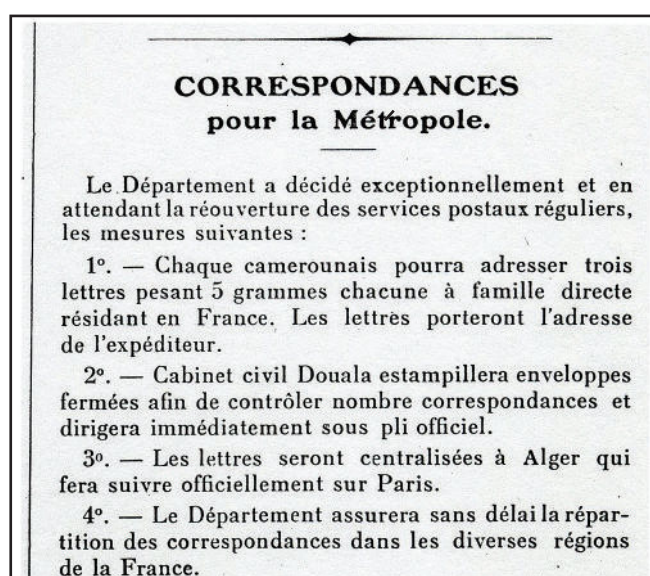 CORRESPONDANCES
pour la Métropole.
Le Département a décidé exceptionnellement et en
attendant la réouverture des services postaux réguliers,
les mesures suivantes :
1º. — Chaque camerounais pourra adresser trois
lettres pesant 5 grammes chacune à famille directe
résidant en France. Les lettres porteront l'adresse
de l'expéditeur.
2º. — Cabinet civil Douala estampillera enveloppes
fermées afin de contrôler nombre correspondances et
dirigera immédiatement sous pli officiel.
3º. — Les lettres seront centralisées à Alger qui
fera suivre officiellement sur Paris.
4º. — Le Département assurera sans délai la répar-
tition des correspondances dans les diverses régions
de la France.